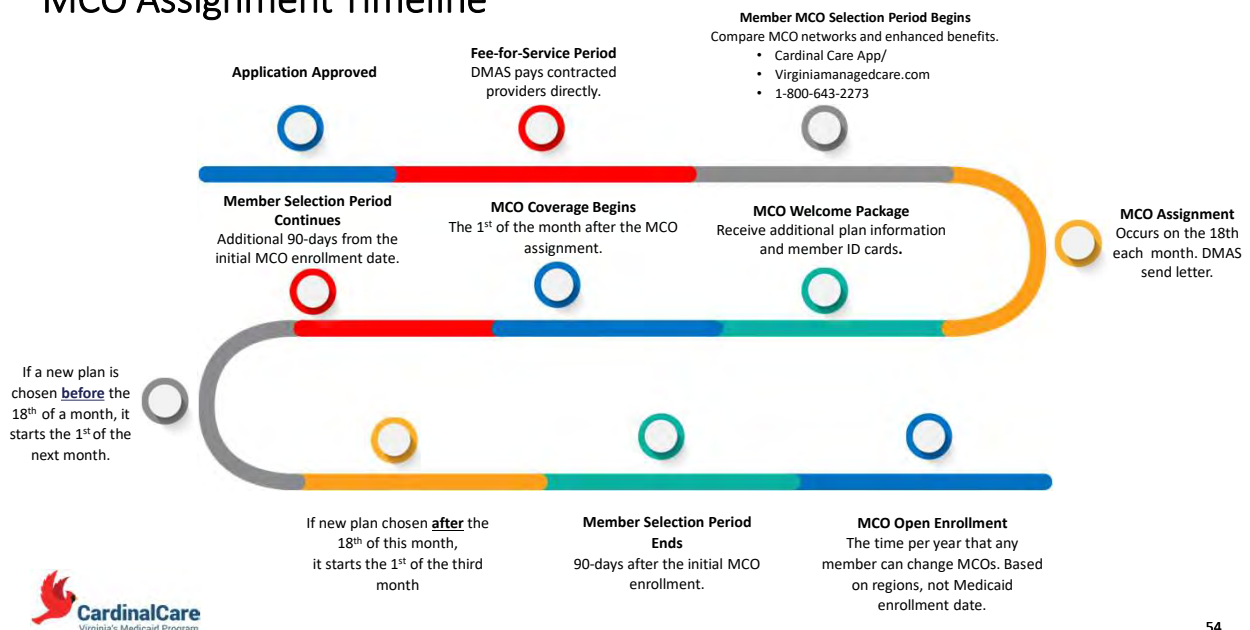 MCO Assignment Timeline
Application Approved
Fee-for-Service Period
DMAS pays contracted
providers directly.
Member MCO Selection Period Begins
Compare MCO networks and enhanced benefits.
• Cardinal Care App/
• Virginiamanagedcare.com
• 1-800-643-2273
MCO Assignment
Occurs on the 18th
each month. DMAS
send letter.
MCO Welcome Package
Receive additional plan information
and member ID cards.
MCO Coverage Begins
The 1st of the month after the MCO
assignment.
Member Selection Period
Continues
Additional 90-days from the
initial MCO enrollment date.
If a new plan is
chosen before the
18th of a month, it
starts the 1st of the
next month.
If new plan chosen after the
18th of this month,
it starts the 1st of the third
month
Member Selection Period
Ends
90-days after the initial MCO
enrollment.
MCO Open Enrollment
The time per year that any
member can change MCOs. Based
on regions, not Medicaid
enrollment date.
CardinalCare
Virginia's Medicaid Program
54